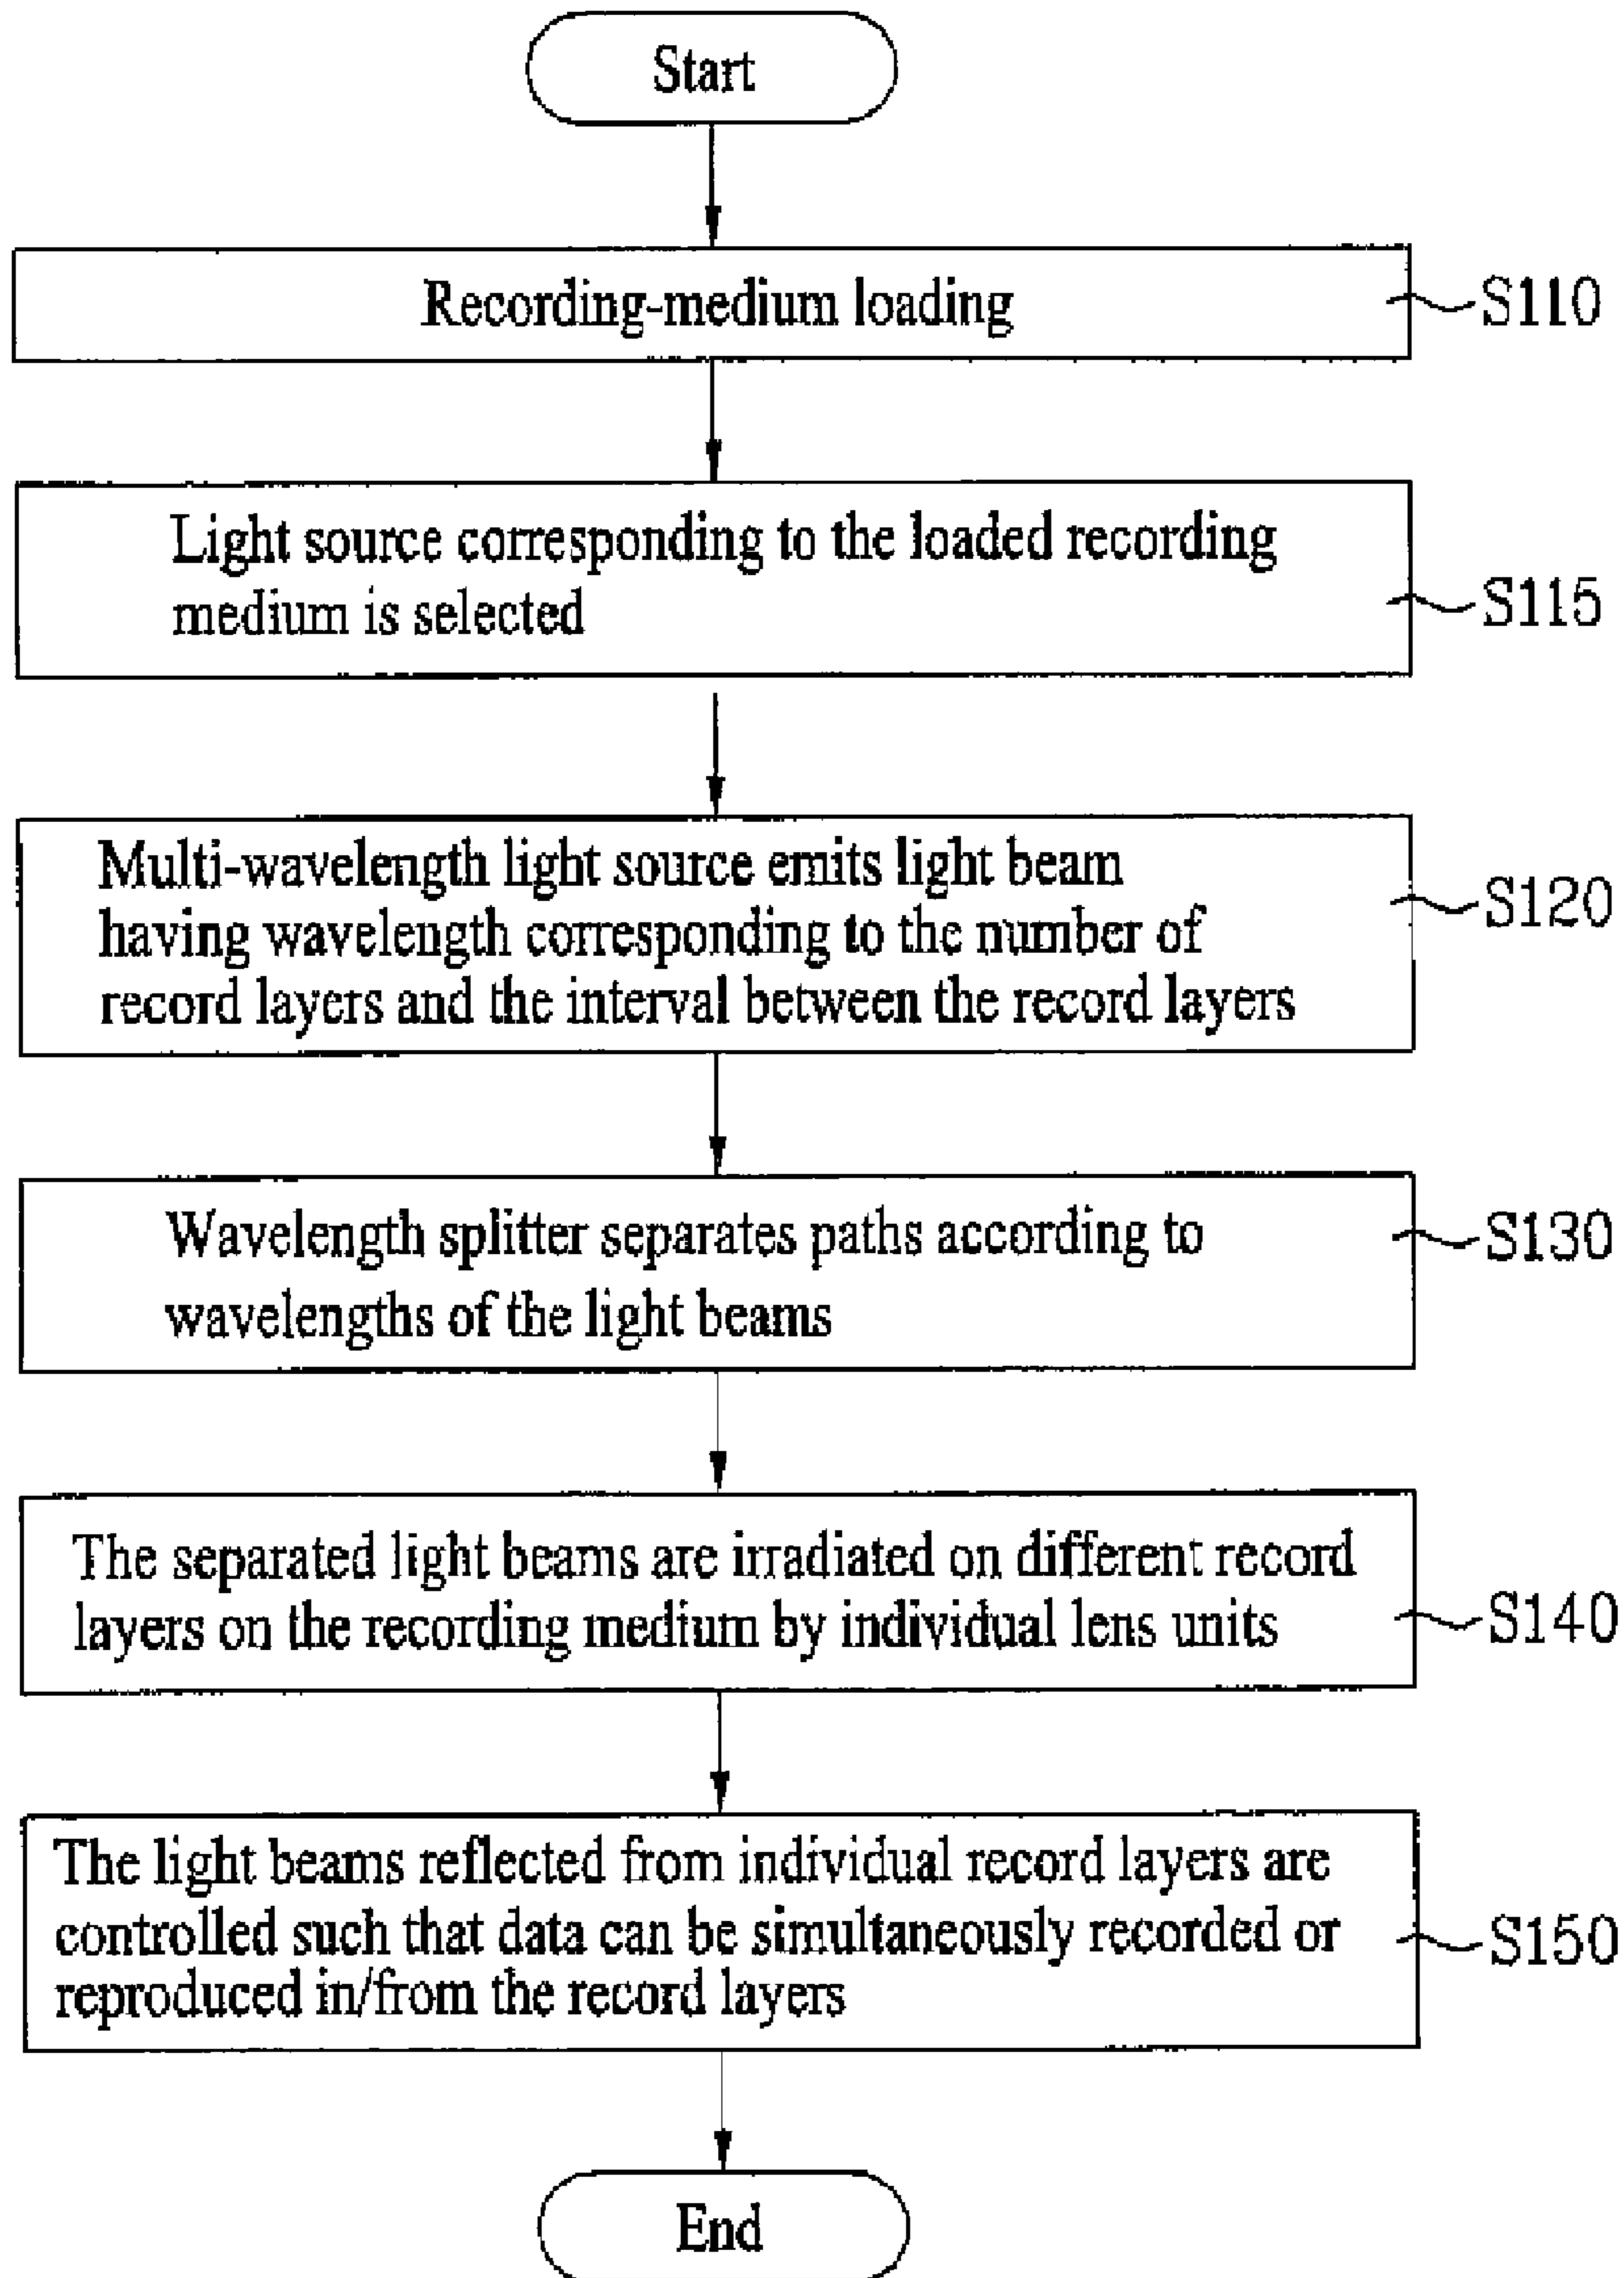 Start
Recording-medium loading
S110
Light source corresponding to the loaded recording
medium is selected
S115
Multi-wavelength light source emits light beam
having wavelength corresponding to the number of
record layers and the interval between the record layers
S120
Wavelength splitter separates paths according to
wavelengths of the light beams
S130
The separated light beams are irradiated on different record
layers on the recording medium by individual lens units
S140
The light beams reflected from individual record layers are
controlled such that data can be simultaneously recorded or
reproduced in/from the record layers
S150
End